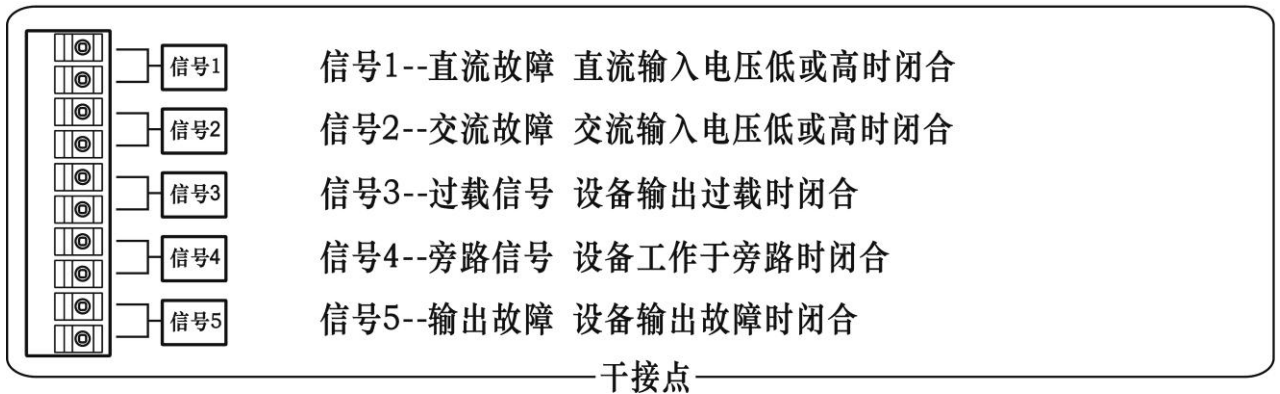 信号1 信号1--直流故障 直流输入电压低或高时闭合
信号2 信号2--交流故障 交流输入电压低或高时闭合
信号3 信号3--过载信号 设备输出过载时闭合
信号4 信号4--旁路信号 设备工作于旁路时闭合
信号5 信号5--输出故障 设备输出故障时闭合
干接点